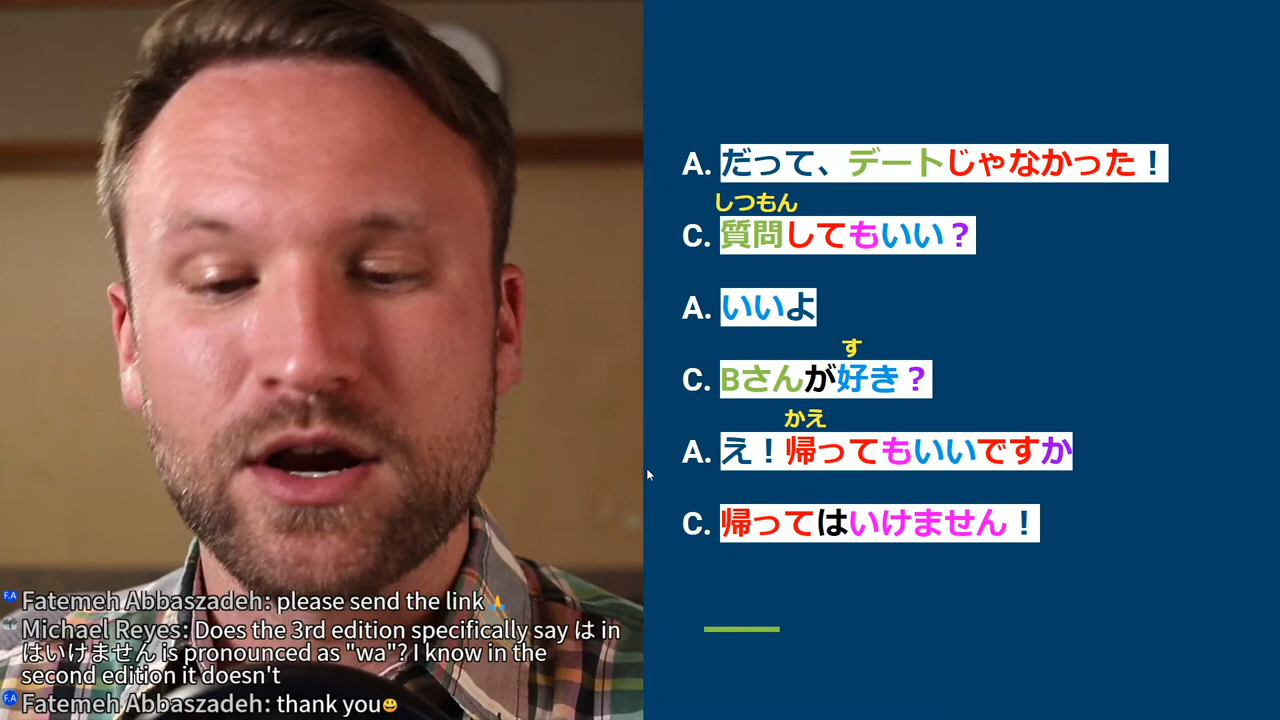 A. だって、デートじゃなかった！
しつもん
C. 質問してもいい？
A. いいよ
す
C. Bさんが好き？
かえ
A. え！帰ってもいいですか
C. 帰ってはいけません！
F.A Fatemeh Abbaszadeh: please send the link🙏
Michael Reyes: Does the 3rd edition specifically say は in
はいけません is pronounced as "wa"? I know in the
second edition it doesn't
F.A Fatemeh Abbaszadeh: thank you😃